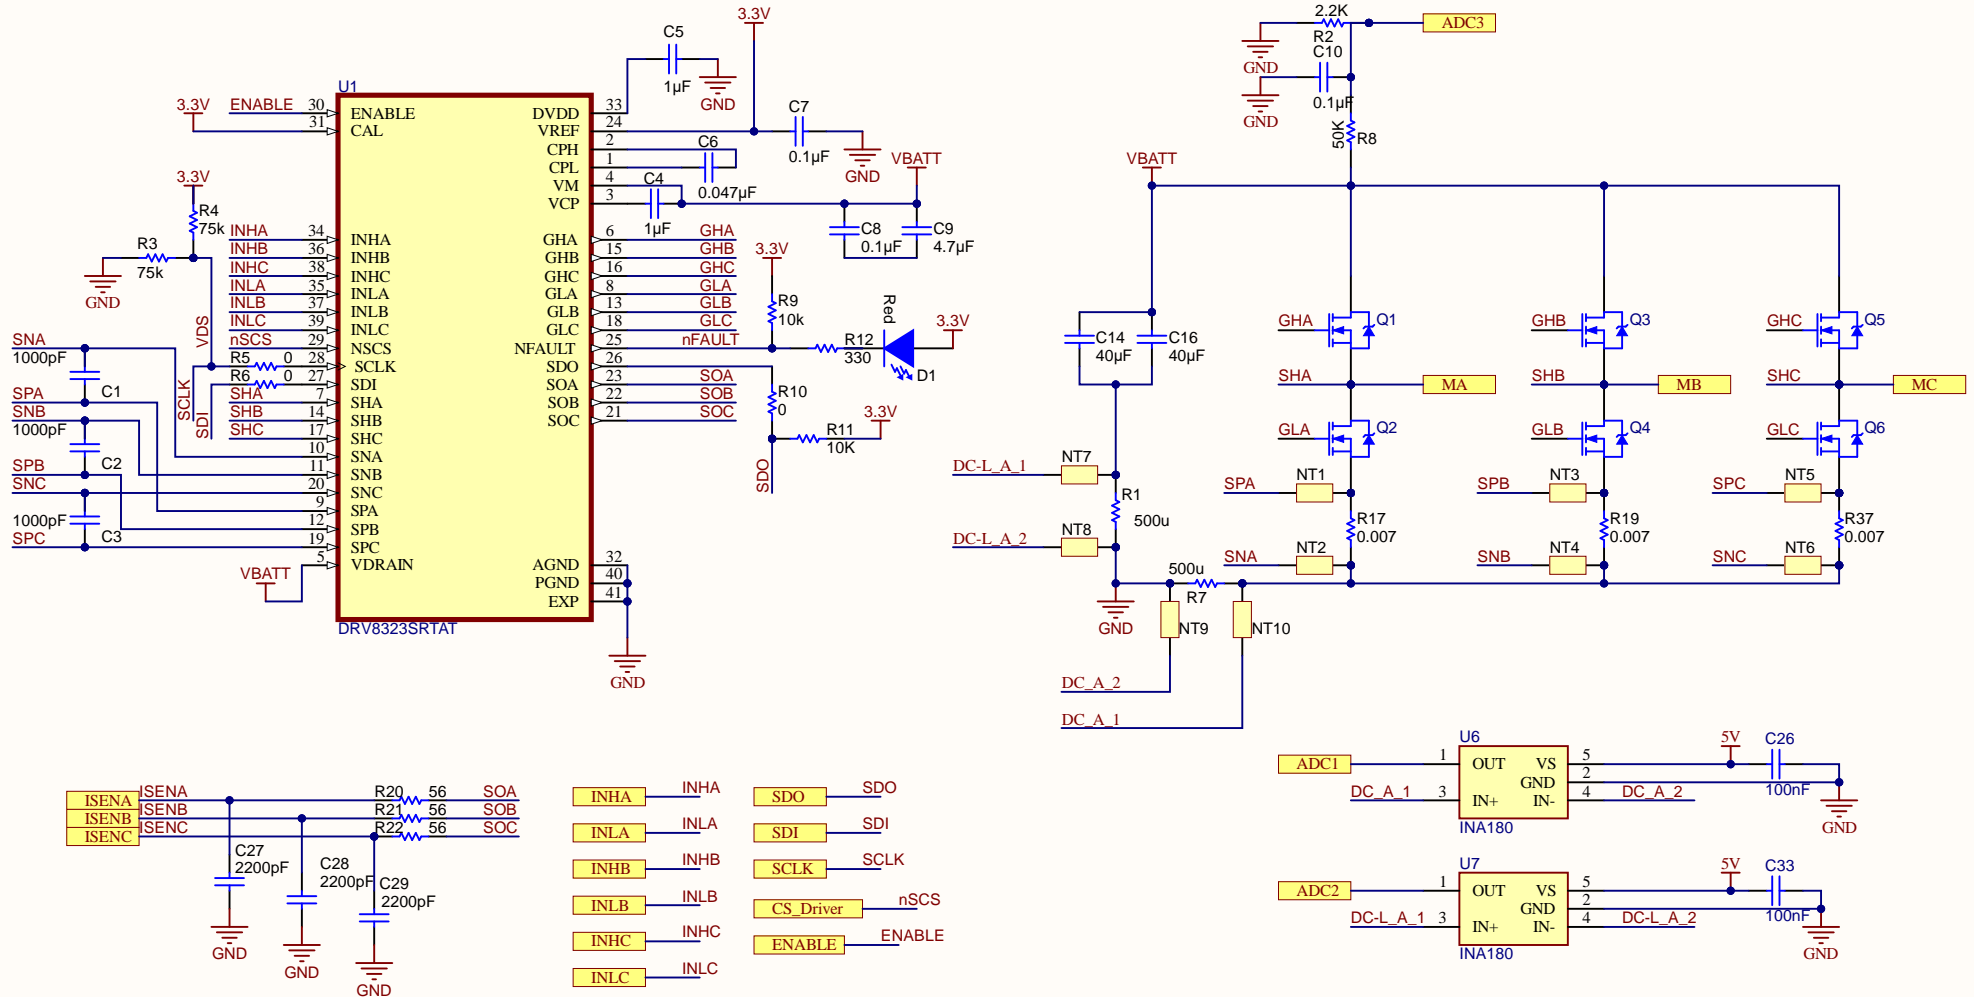 U1
3.3V
ENABLE 30 ENABLE
31 CAL
3.3V
R4
75k
R3
75k
GND
VDS
INHA 34 INHA
INHB 36 INHB
INHC 38 INHC
INLA 35 INLA
INLB 37 INLB
INLC 39 INLC
nSCS 29 NSCS
R5 0 28 SCLK
R6 0 27 SDI
SCLK
SDI
SHA 7 SHA
SHB 14 SHB
SHC 17 SHC
10 SNA
11 SNB
20 SNC
9 SPA
12 SPB
19 SPC
5 VDRAIN
SNA
1000pF
SPA
C1
SNB
1000pF
SPB
C2
SNC
1000pF
SPC
C3
VBATT
DRV8323SRTAT
DVDD 33
VREF 24
CPH 2
CPL 1
VM 4
VCP 3
GHA 6 GHA
GHB 15 GHB
GHC 16 GHC
GLA 8 GLA
GLB 13 GLB
GLC 18 GLC
NFAULT 25 nFAULT
SDO 26
SOA 23 SOA
SOB 22 SOB
SOC 21 SOC
AGND 32
PGND 40
EXP 41
GND
C5
1µF
GND
3.3V
C7
0.1µF
GND
C6
0.047µF
C4
1µF
VBATT
C8
0.1µF
C9
4.7µF
3.3V
R9
10k
R12
330
Red
D1
3.3V
R10
0
R11
10K
3.3V
SDO
2.2K
R2
GND
ADC3
C10
0.1µF
GND
50K
R8
VBATT
C14
40µF
C16
40µF
GHA
Q1
GHB
Q3
GHC
Q5
SHA
MA
SHB
MB
SHC
MC
GLA
Q2
GLB
Q4
GLC
Q6
DC-L_A_1
NT7
R1
500u
DC-L_A_2
NT8
SPA
NT1
SPB
NT3
SPC
NT5
R17
0.007
R19
0.007
R37
0.007
SNA
NT2
SNB
NT4
SNC
NT6
500u
R7
GND
NT9
NT10
DC_A_2
DC_A_1
ISENA ISENA R20 56 SOA
ISENB ISENB R21 56 SOB
ISENC ISENC R22 56 SOC
C27
2200pF
GND
C28
2200pF
GND
C29
2200pF
GND
INHA INHA
INLA INLA
INHB INHB
INLB INLB
INHC INHC
INLC INLC
SDO SDO
SDI SDI
SCLK SCLK
CS_Driver nSCS
ENABLE ENABLE
U6
ADC1 1 OUT VS 5
GND 2
DC_A_1 3 IN+ IN- 4 DC_A_2
INA180
5V
C26
100nF
GND
U7
ADC2 1 OUT VS 5
GND 2
DC-L_A_1 3 IN+ IN- 4 DC-L_A_2
INA180
5V
C33
100nF
GND